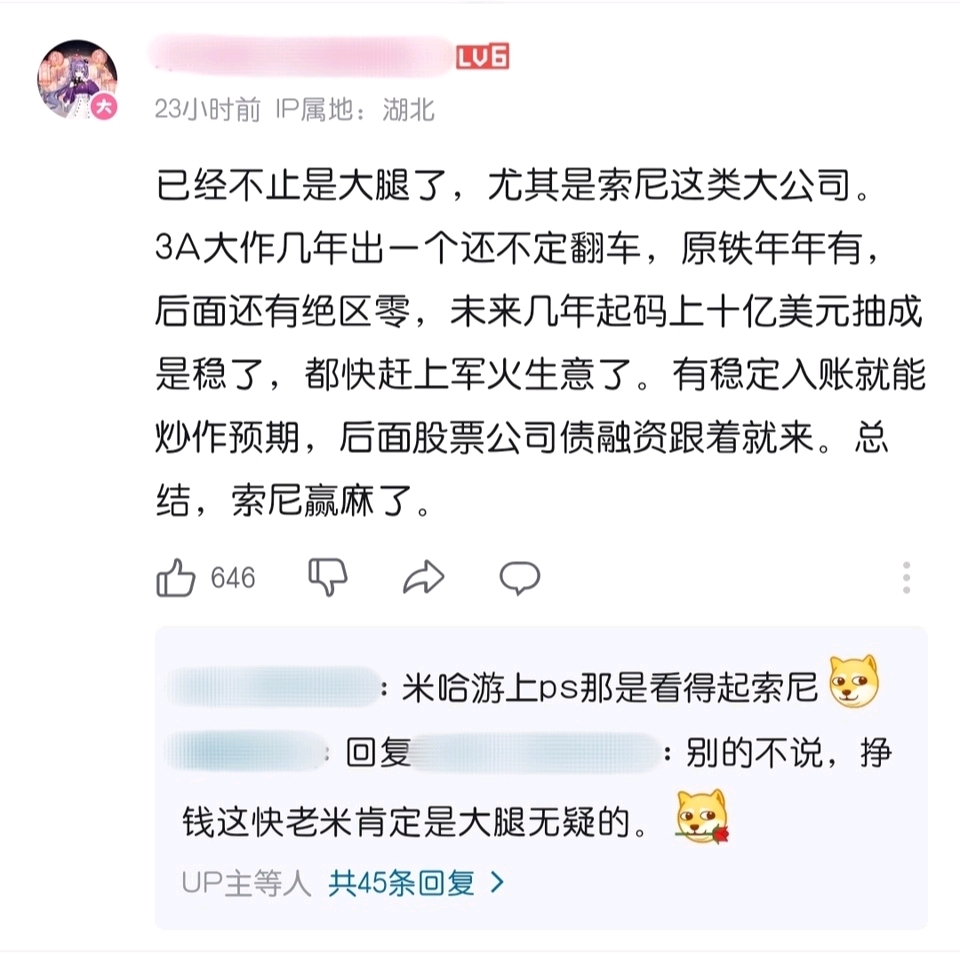 LV6
大
23小时前 IP属地：湖北
已经不止是大腿了，尤其是索尼这类大公司。
3A大作几年出一个还不定翻车，原铁年年有，
后面还有绝区零，未来几年起码上十亿美元抽成
是稳了，都快赶上军火生意了。有稳定入账就能
炒作预期，后面股票公司债融资跟着就来。总
结，索尼赢麻了。
646
：米哈游上ps那是看得起索尼
：回复：别的不说，挣
钱这快老米肯定是大腿无疑的。
UP主等人 共45条回复 >